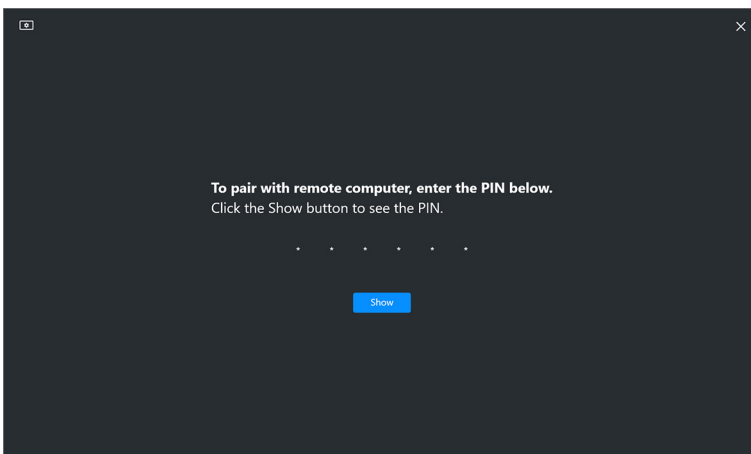 To pair with remote computer, enter the PIN below.
Click the Show button to see the PIN.
* * * * * *
Show